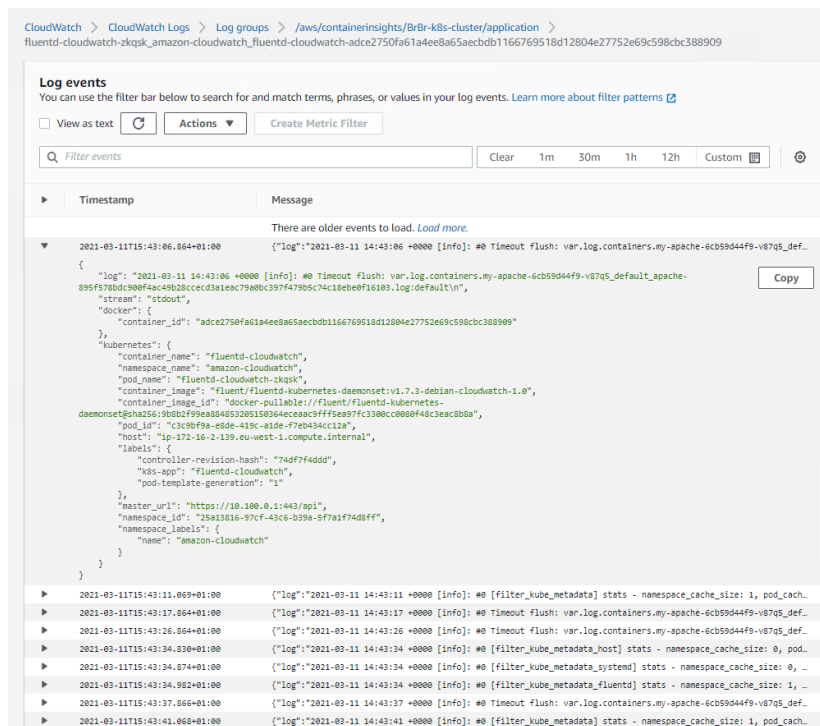 CloudWatch > CloudWatch Logs > Log groups > /aws/containerinsights/BrBr-k8s-cluster/application >
fluentd-cloudwatch-zkqsk_amazon-cloudwatch_fluentd-cloudwatch-adce2750fa61a4ee8a65aecbdb1166769518d12804e27752e69c598cbc388909
Log events
You can use the filter bar below to search for and match terms, phrases, or values in your log events. Learn more about filter patterns
View as text Actions Create Metric Filter
Filter events Clear 1m 30m 1h 12h Custom
Timestamp Message
There are older events to load. Load more.
2021-03-11T15:43:06.864+01:00 {"log":"2021-03-11 14:43:06 +0000 [info]: #0 Timeout flush: var.log.containers.my-apache-6cb59d44f9-v87q5_def…
{
"log": "2021-03-11 14:43:06 +0000 [info]: #0 Timeout flush: var.log.containers.my-apache-6cb59d44f9-v87q5_default_apache-
895f578bdc900f4ac49b28ccecd3a1eac79a0bc397f479b5c74c18ebe0f16103.log:default\n",
Copy
"stream": "stdout",
"docker": {
"container_id": "adce2750fa61a4ee8a65aecbdb1166769518d12804e27752e69c598cbc388909"
},
"kubernetes": {
"container_name": "fluentd-cloudwatch",
"namespace_name": "amazon-cloudwatch",
"pod_name": "fluentd-cloudwatch-zkqsk",
"container_image": "fluent/fluentd-kubernetes-daemonset:v1.7.3-debian-cloudwatch-1.0",
"container_image_id": "docker-pullable://fluent/fluentd-kubernetes-
daemonset@sha256:9b8b2f99ea884853205150364eceaac9fff5ea97fc3300cc0080f48c3eac8b8a",
"pod_id": "c3c9bf9a-e8de-419c-a1de-f7eb434cc12a",
"host": "ip-172-16-2-139.eu-west-1.compute.internal",
"labels": {
"controller-revision-hash": "74df7f4ddd",
"k8s-app": "fluentd-cloudwatch",
"pod-template-generation": "1"
},
"master_url": "https://10.100.0.1:443/api",
"namespace_id": "25a13816-97cf-43c6-b39a-5f7a1f74d8ff",
"namespace_labels": {
"name": "amazon-cloudwatch"
}
}
}
2021-03-11T15:43:11.069+01:00 {"log":"2021-03-11 14:43:11 +0000 [info]: #0 [filter_kube_metadata] stats - namespace_cache_size: 1, pod_cach…
2021-03-11T15:43:17.864+01:00 {"log":"2021-03-11 14:43:17 +0000 [info]: #0 Timeout flush: var.log.containers.my-apache-6cb59d44f9-v87q5_def…
2021-03-11T15:43:26.864+01:00 {"log":"2021-03-11 14:43:26 +0000 [info]: #0 Timeout flush: var.log.containers.my-apache-6cb59d44f9-v87q5_def…
2021-03-11T15:43:34.830+01:00 {"log":"2021-03-11 14:43:34 +0000 [info]: #0 [filter_kube_metadata_host] stats - namespace_cache_size: 0, pod…
2021-03-11T15:43:34.874+01:00 {"log":"2021-03-11 14:43:34 +0000 [info]: #0 [filter_kube_metadata_systemd] stats - namespace_cache_size: 0, …
2021-03-11T15:43:34.982+01:00 {"log":"2021-03-11 14:43:34 +0000 [info]: #0 [filter_kube_metadata_fluentd] stats - namespace_cache_size: 1, …
2021-03-11T15:43:37.866+01:00 {"log":"2021-03-11 14:43:37 +0000 [info]: #0 Timeout flush: var.log.containers.my-apache-6cb59d44f9-v87q5_def…
2021-03-11T15:43:41.068+01:00 {"log":"2021-03-11 14:43:41 +0000 [info]: #0 [filter_kube_metadata] stats - namespace_cache_size: 1, pod_cach…